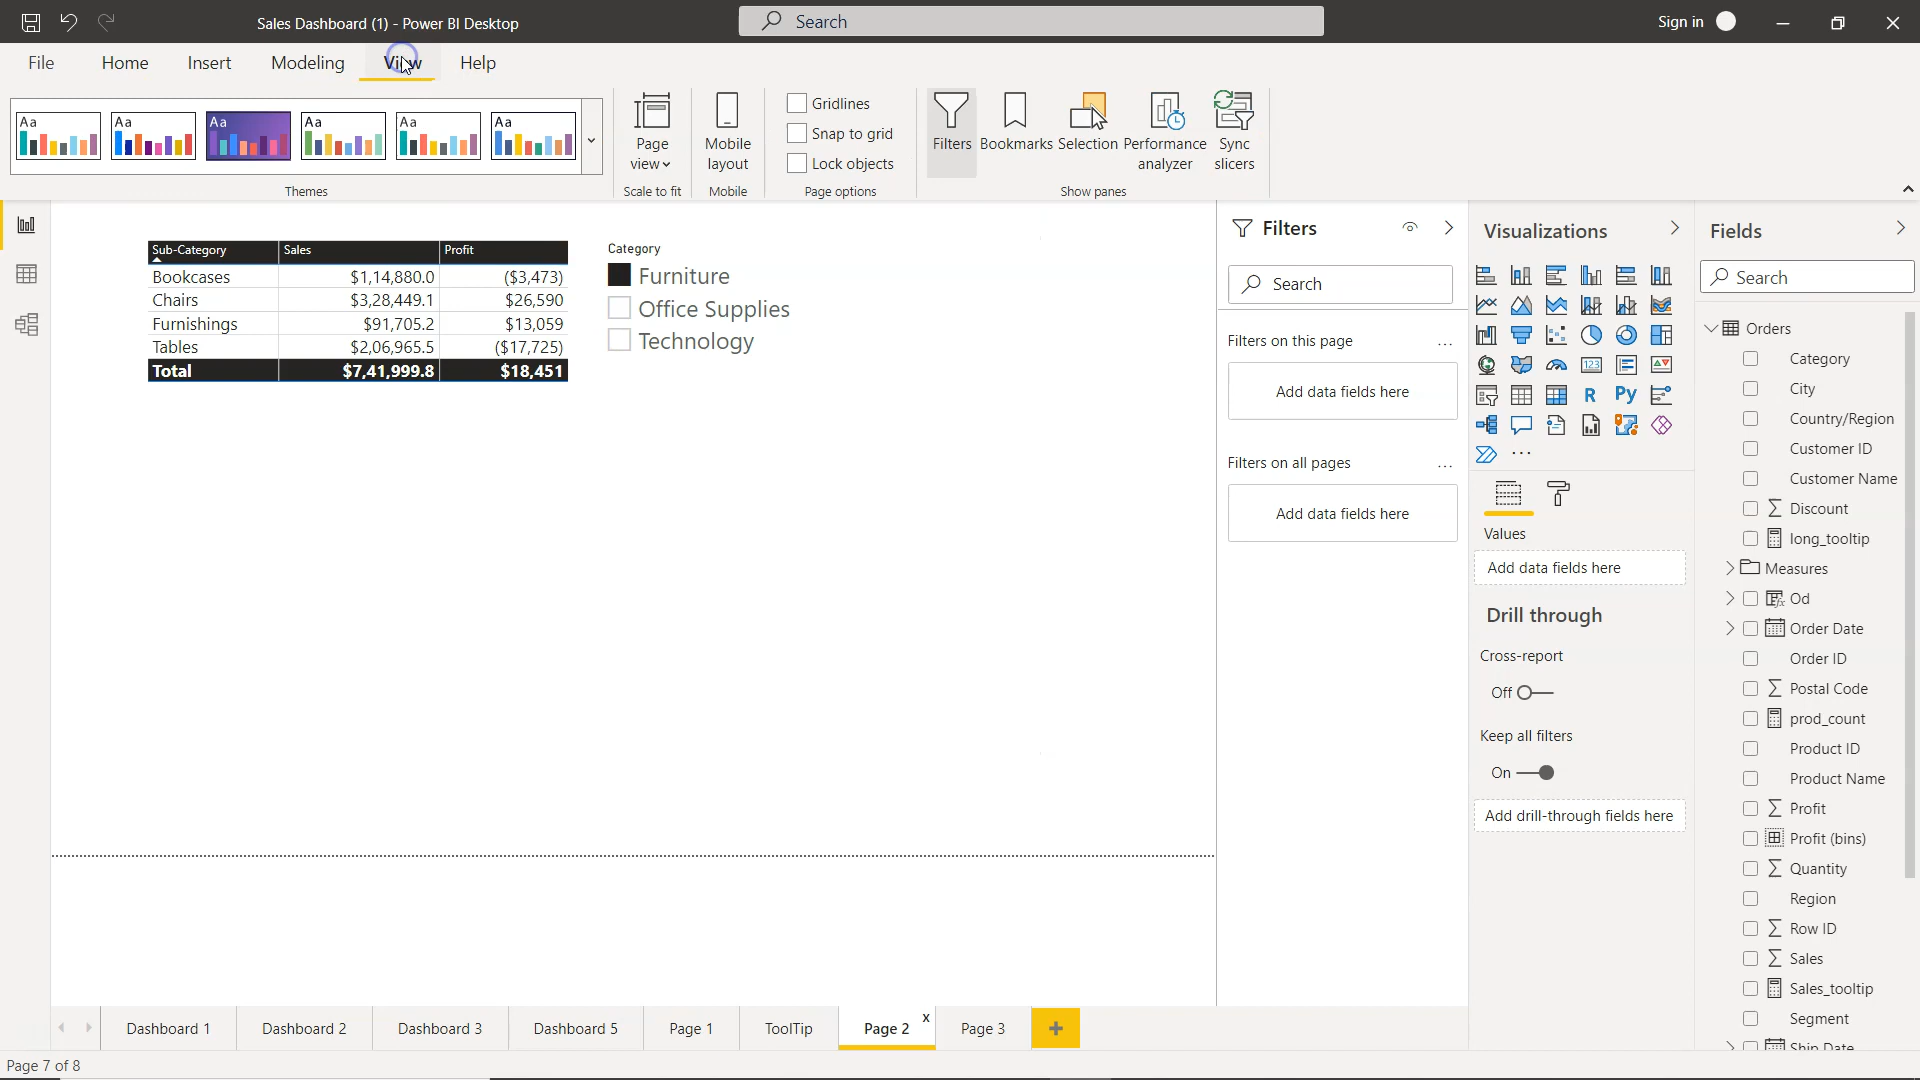 Sales Dashboard (1) - Power BI Desktop
Search
Sign in
File
Home
Insert
Modeling
View
Help
Aa
Aa
Aa
Aa
Aa
Aa
Themes
Page
view
Scale to fit
Mobile
layout
Mobile
Gridlines
Snap to grid
Lock objects
Page options
Filters
Bookmarks
Selection
Performance
analyzer
Sync
slicers
Show panes
Sub-Category Sales Profit
Bookcases $1,14,880.0 ($3,473)
Chairs $3,28,449.1 $26,590
Furnishings $91,705.2 $13,059
Tables $2,06,965.5 ($17,725)
Total $7,41,999.8 $18,451
Category
Furniture
Office Supplies
Technology
Filters
Search
Filters on this page ...
Add data fields here
Filters on all pages ...
Add data fields here
Visualizations
123
R
Py
...
Values
Add data fields here
Drill through
Cross-report
Off
Keep all filters
On
Add drill-through fields here
Fields
Search
Orders
Category
City
Country/Region
Customer ID
Customer Name
Discount
long_tooltip
Measures
Od
Order Date
Order ID
Postal Code
prod_count
Product ID
Product Name
Profit
Profit (bins)
Quantity
Region
Row ID
Sales
Sales_tooltip
Segment
Ship Date
Dashboard 1
Dashboard 2
Dashboard 3
Dashboard 5
Page 1
ToolTip
Page 2
x
Page 3
+
Page 7 of 8